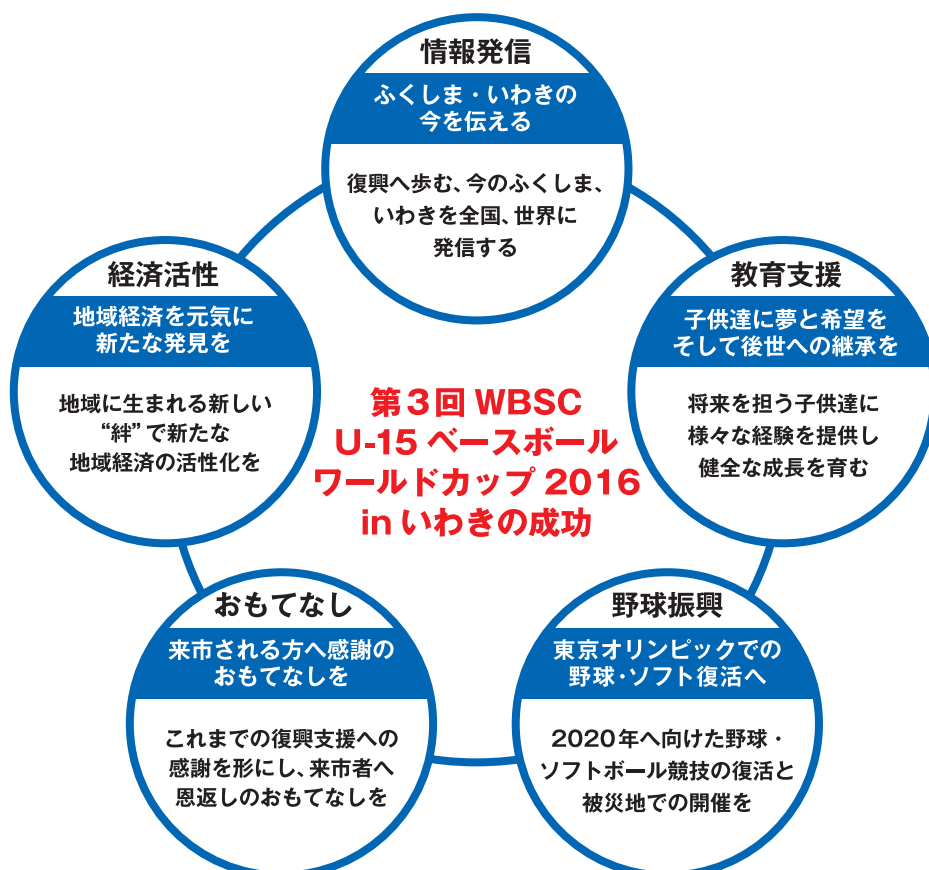 情報発信
ふくしま・いわきの
今を伝える
復興へ歩む、今のふくしま、
いわきを全国、世界に
発信する
経済活性
地域経済を元気に
新たな発見を
地域に生まれる新しい
“絆”で新たな
地域経済の活性化を
教育支援
子供達に夢と希望を
そして後世への継承を
将来を担う子供達に
様々な経験を提供し
健全な成長を育む
第3回 WBSC
U-15 ベースボール
ワールドカップ 2016
in いわきの成功
おもてなし
来市される方へ感謝の
おもてなしを
これまでの復興支援への
感謝を形にし、来市者へ
恩返しのおもてなしを
野球振興
東京オリンピックでの
野球・ソフト復活へ
2020年へ向けた野球・
ソフトボール競技の復活と
被災地での開催を